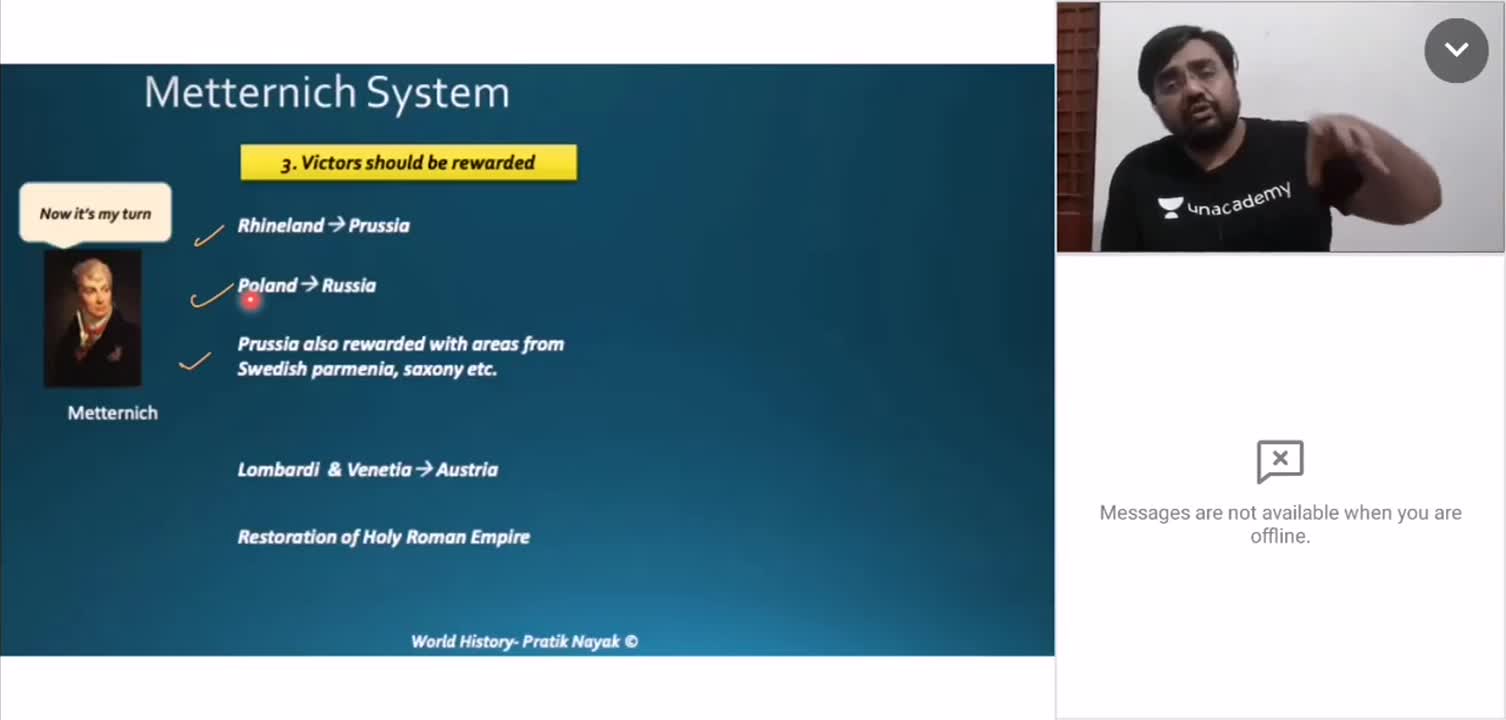 Metternich System
3. Victors should be rewarded
Now it's my turn
Rhineland → Prussia
Poland → Russia
Prussia also rewarded with areas from
Swedish parmenia, saxony etc.
Metternich
Lombardi & Venetia → Austria
Restoration of Holy Roman Empire
World History- Pratik Nayak ©
unacademy
Messages are not available when you are
offline.